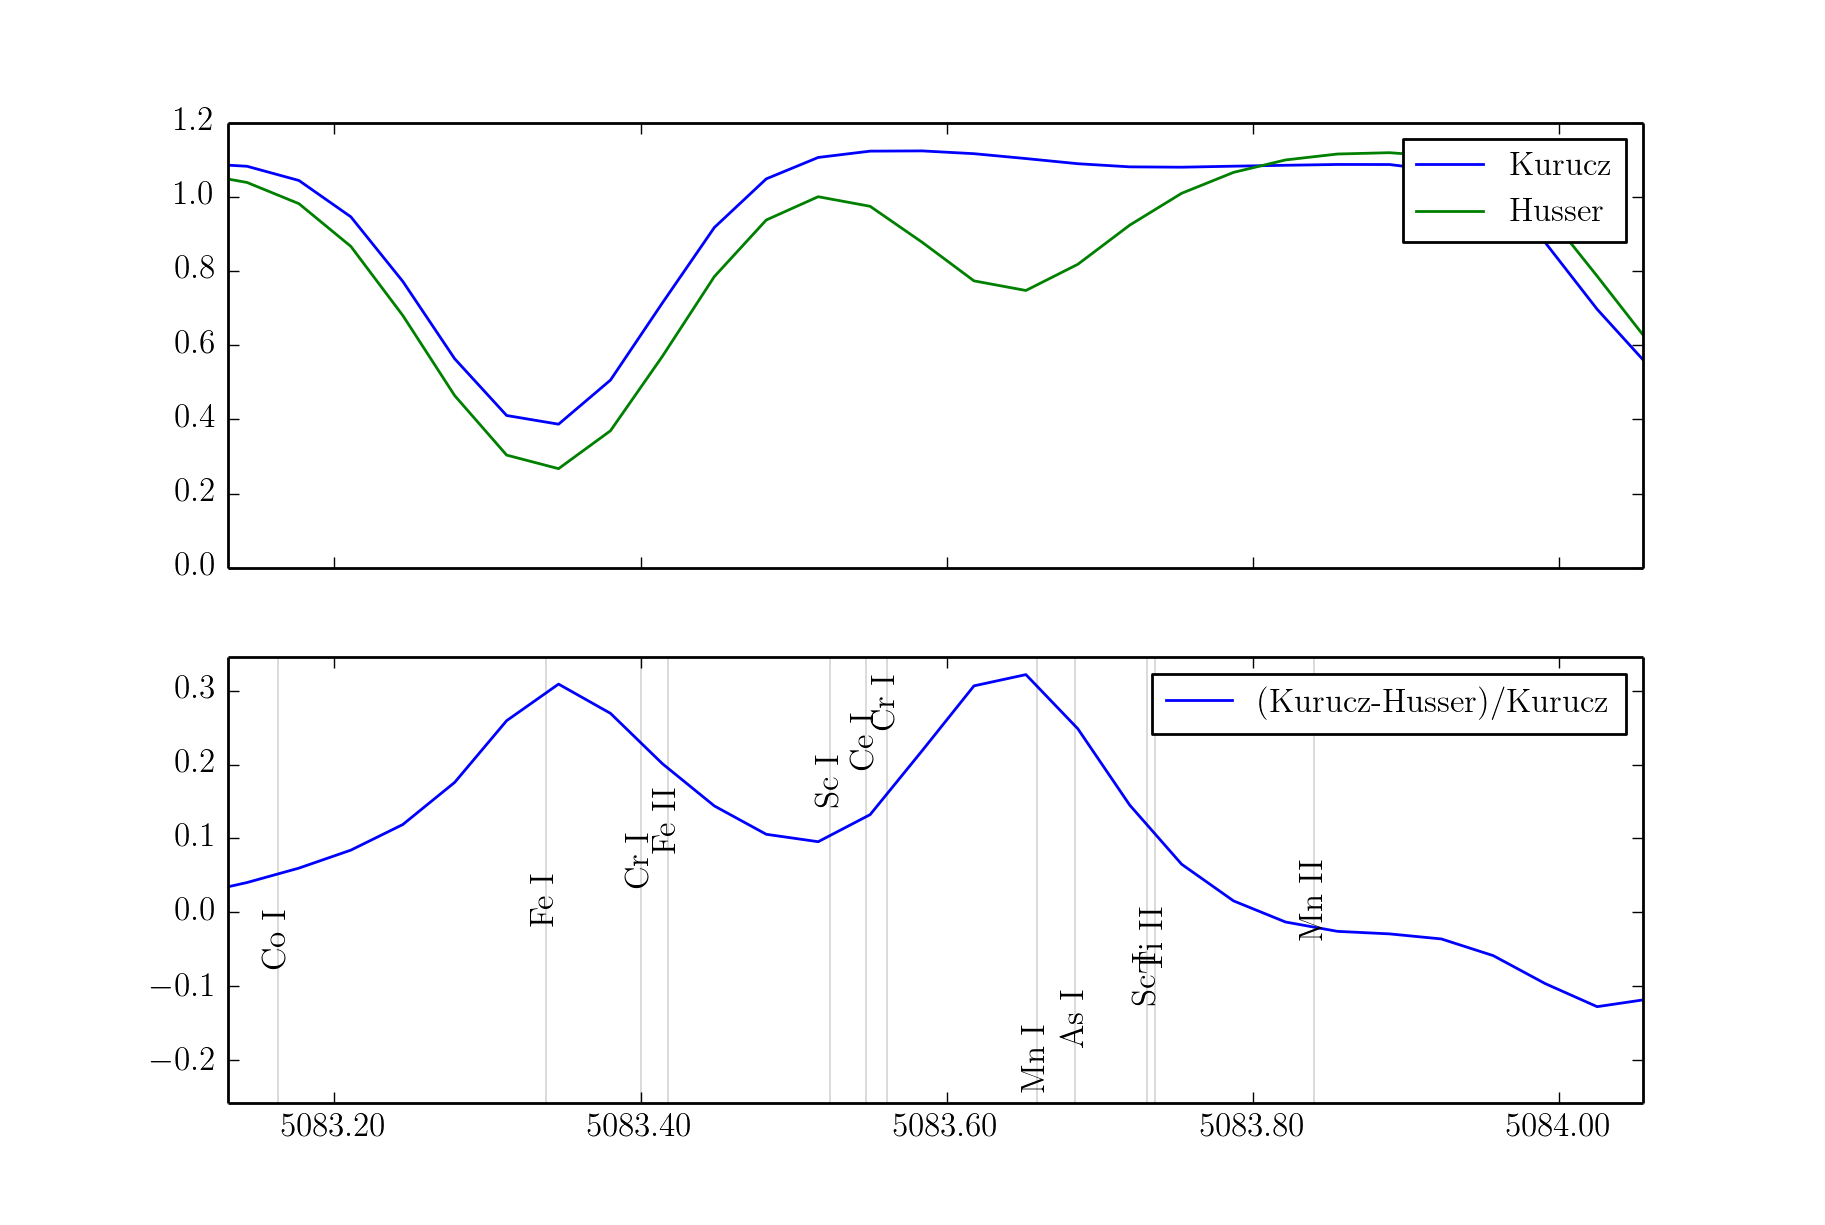 1.2
1.0
0.8
0.6
0.4
0.2
0.0
Kurucz
Husser
0.3
0.2
0.1
0.0
−0.1
−0.2
(Kurucz-Husser)/Kurucz
Co I
Fe I
Cr I
Fe II
Sc I
Ce I
Cr I
Mn I
As I
Sc I
Ti II
Mn II
5083.20
5083.40
5083.60
5083.80
5084.00